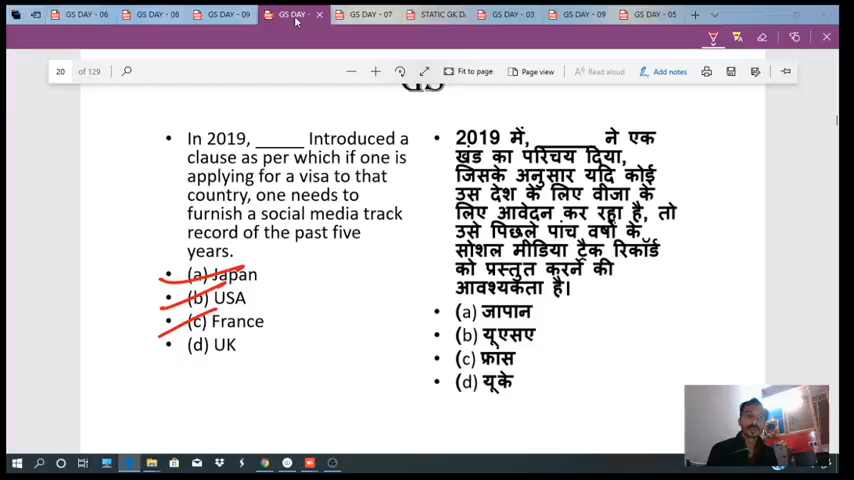 GS DAY - 06
GS DAY - 08
GS DAY - 09
GS DAY -
GS DAY - 07
STATIC GK DA
GS DAY - 03
GS DAY - 09
GS DAY - 05
20 of 129
Fit to page
Page view
Read aloud
Add notes
GS
In 2019, _____ Introduced a
clause as per which if one is
applying for a visa to that
country, one needs to
furnish a social media track
record of the past five
years.
(a) Japan
(b) USA
(c) France
(d) UK
2019 में, ______ ने एक
खंड का परिचय दिया,
जिसके अनुसार यदि कोई
उस देश के लिए वीजा के
लिए आवेदन कर रहा है, तो
उसे पिछले पांच वर्षों के
सोशल मीडिया ट्रैक रिकॉर्ड
को प्रस्तुत करने की
आवश्यकता है।
(a) जापान
(b) यूएसए
(c) फ्रांस
(d) यूके